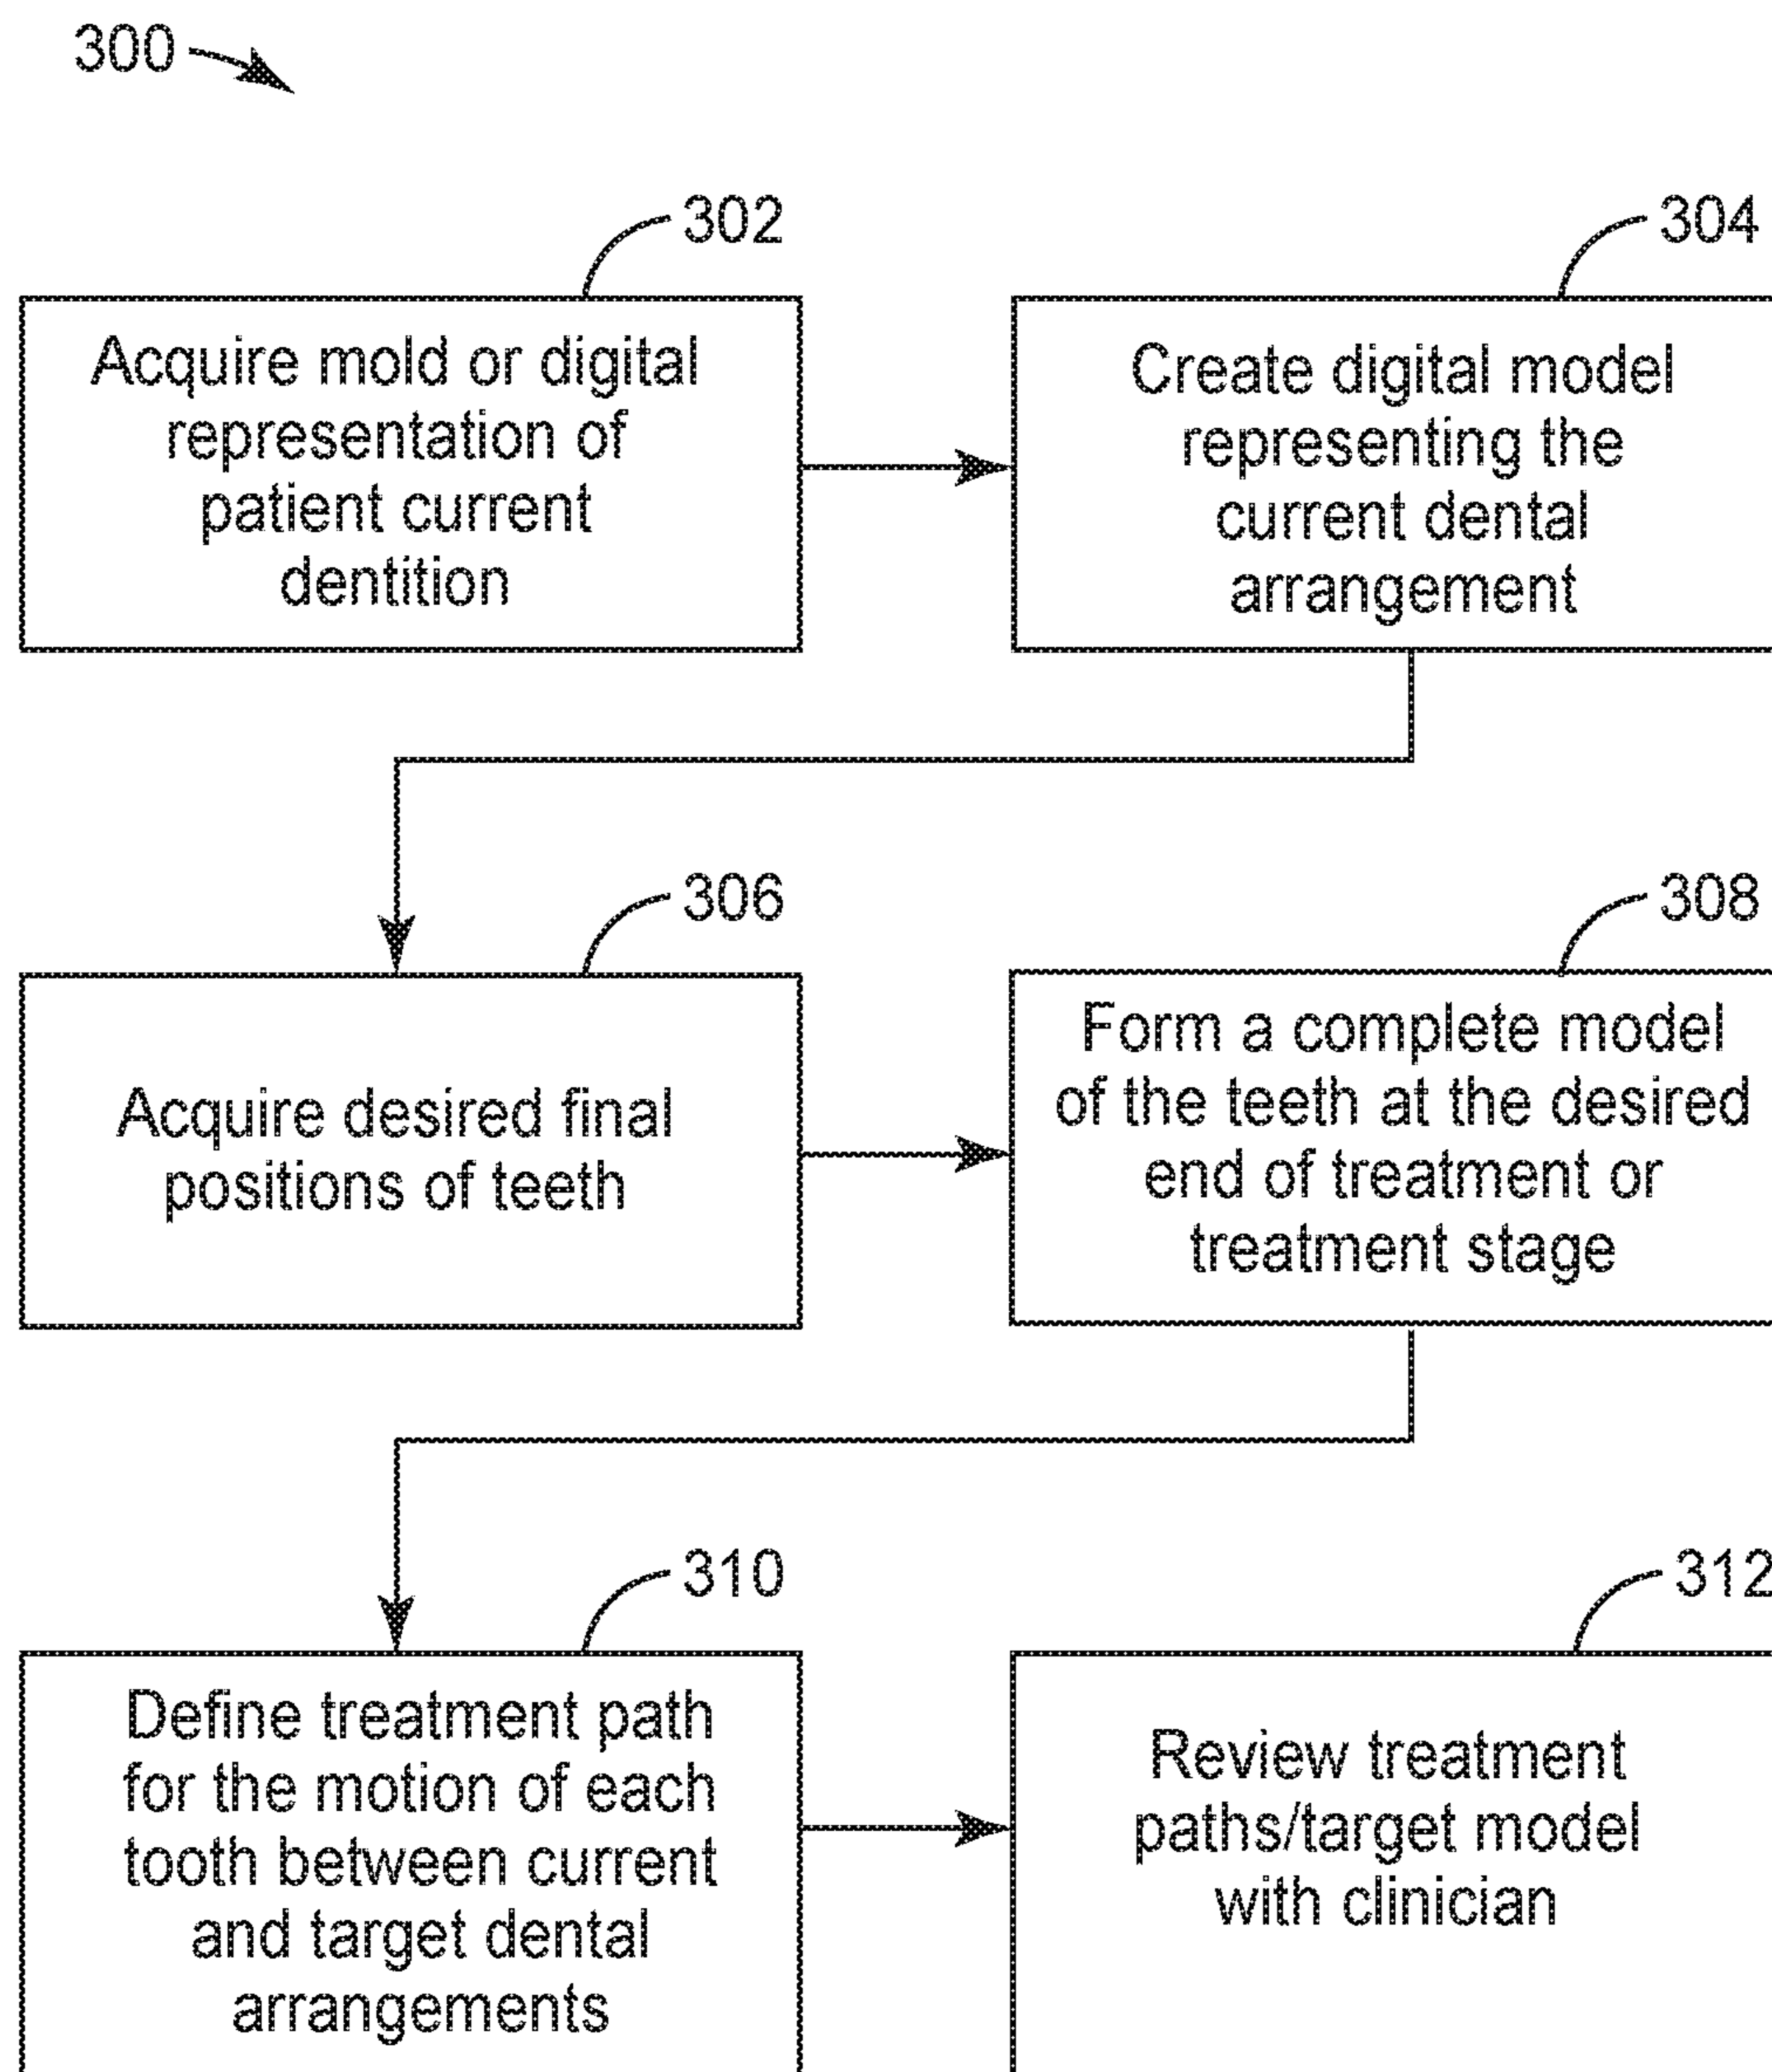 300
302
Acquire mold or digital
representation of
patient current
dentition
304
Create digital model
representing the
current dental
arrangement
306
Acquire desired final
positions of teeth
308
Form a complete model
of the teeth at the desired
end of treatment or
treatment stage
310
Define treatment path
for the motion of each
tooth between current
and target dental
arrangements
312
Review treatment
paths/target model
with clinician